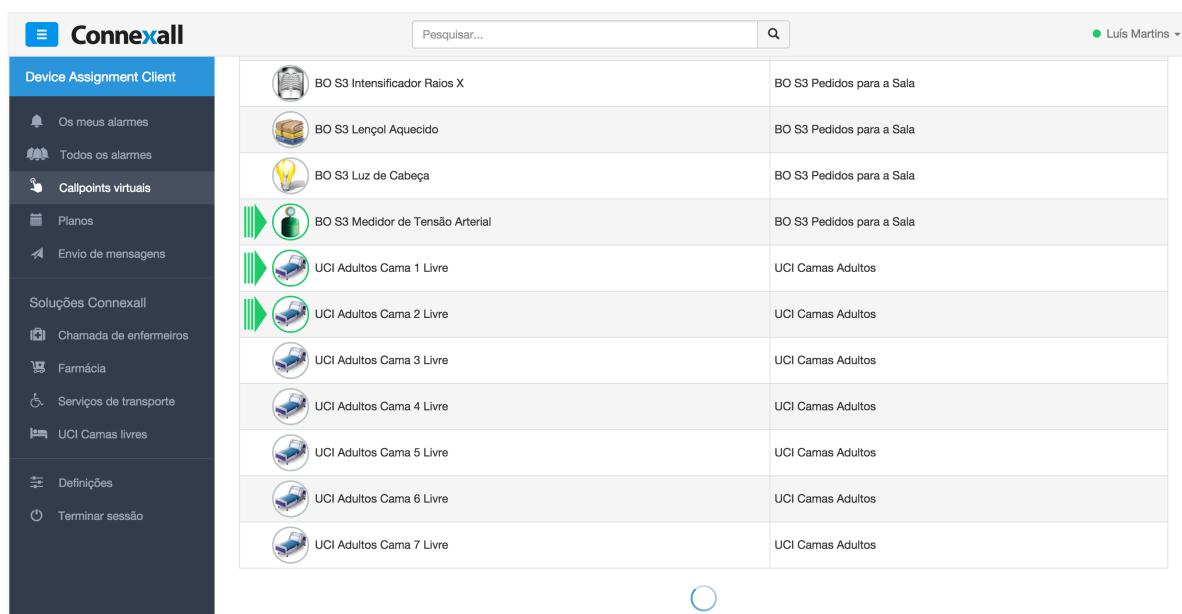 Connexall
Pesquisar...
Luís Martins
Device Assignment Client
Os meus alarmes
Todos os alarmes
Callpoints virtuais
Planos
Envio de mensagens
Soluções Connexall
Chamada de enfermeiros
Farmácia
Serviços de transporte
UCI Camas livres
Definições
Terminar sessão
BO S3 Intensificador Raios X BO S3 Pedidos para a Sala
BO S3 Lençol Aquecido BO S3 Pedidos para a Sala
BO S3 Luz de Cabeça BO S3 Pedidos para a Sala
BO S3 Medidor de Tensão Arterial BO S3 Pedidos para a Sala
UCI Adultos Cama 1 Livre UCI Camas Adultos
UCI Adultos Cama 2 Livre UCI Camas Adultos
UCI Adultos Cama 3 Livre UCI Camas Adultos
UCI Adultos Cama 4 Livre UCI Camas Adultos
UCI Adultos Cama 5 Livre UCI Camas Adultos
UCI Adultos Cama 6 Livre UCI Camas Adultos
UCI Adultos Cama 7 Livre UCI Camas Adultos